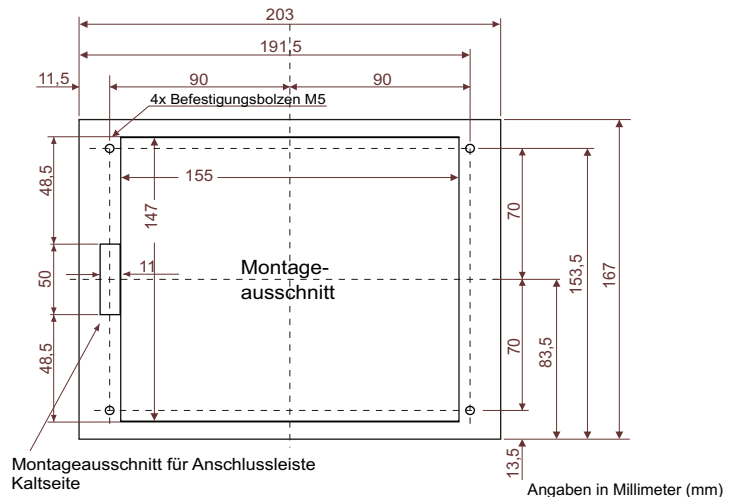 203
191,5
11,5
90
90
4x Befestigungsbolzen M5
48,5
155
147
70
11
50
Montage-
ausschnitt
153,5
167
48,5
70
83,5
13,5
Montageausschnitt für Anschlussleiste
Kaltseite
Angaben in Millimeter (mm)